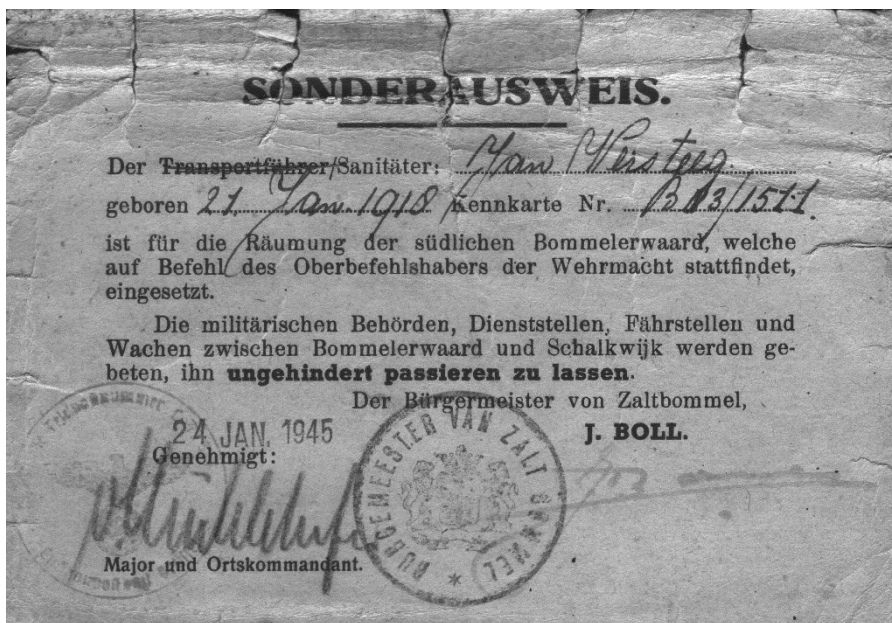 SONDERAUSWEIS.
Der Transportführer/Sanitäter: Jan Versteeg
geboren 21 Jan. 1918 Kennkarte Nr. B03/1511
ist für die Räumung der südlichen Bommelerwaard, welche
auf Befehl des Oberbefehlshabers der Wehrmacht stattfindet,
eingesetzt.
Die militärischen Behörden, Dienststellen, Fährstellen und
Wachen zwischen Bommelerwaard und Schalkwijk werden ge-
beten, ihn ungehindert passieren zu lassen.
Der Bürgermeister von Zaltbommel,
24 JAN. 1945
J. BOLL.
Genehmigt:
BURGEMEESTER VAN ZALT BOMMEL
Major und Ortskommandant.